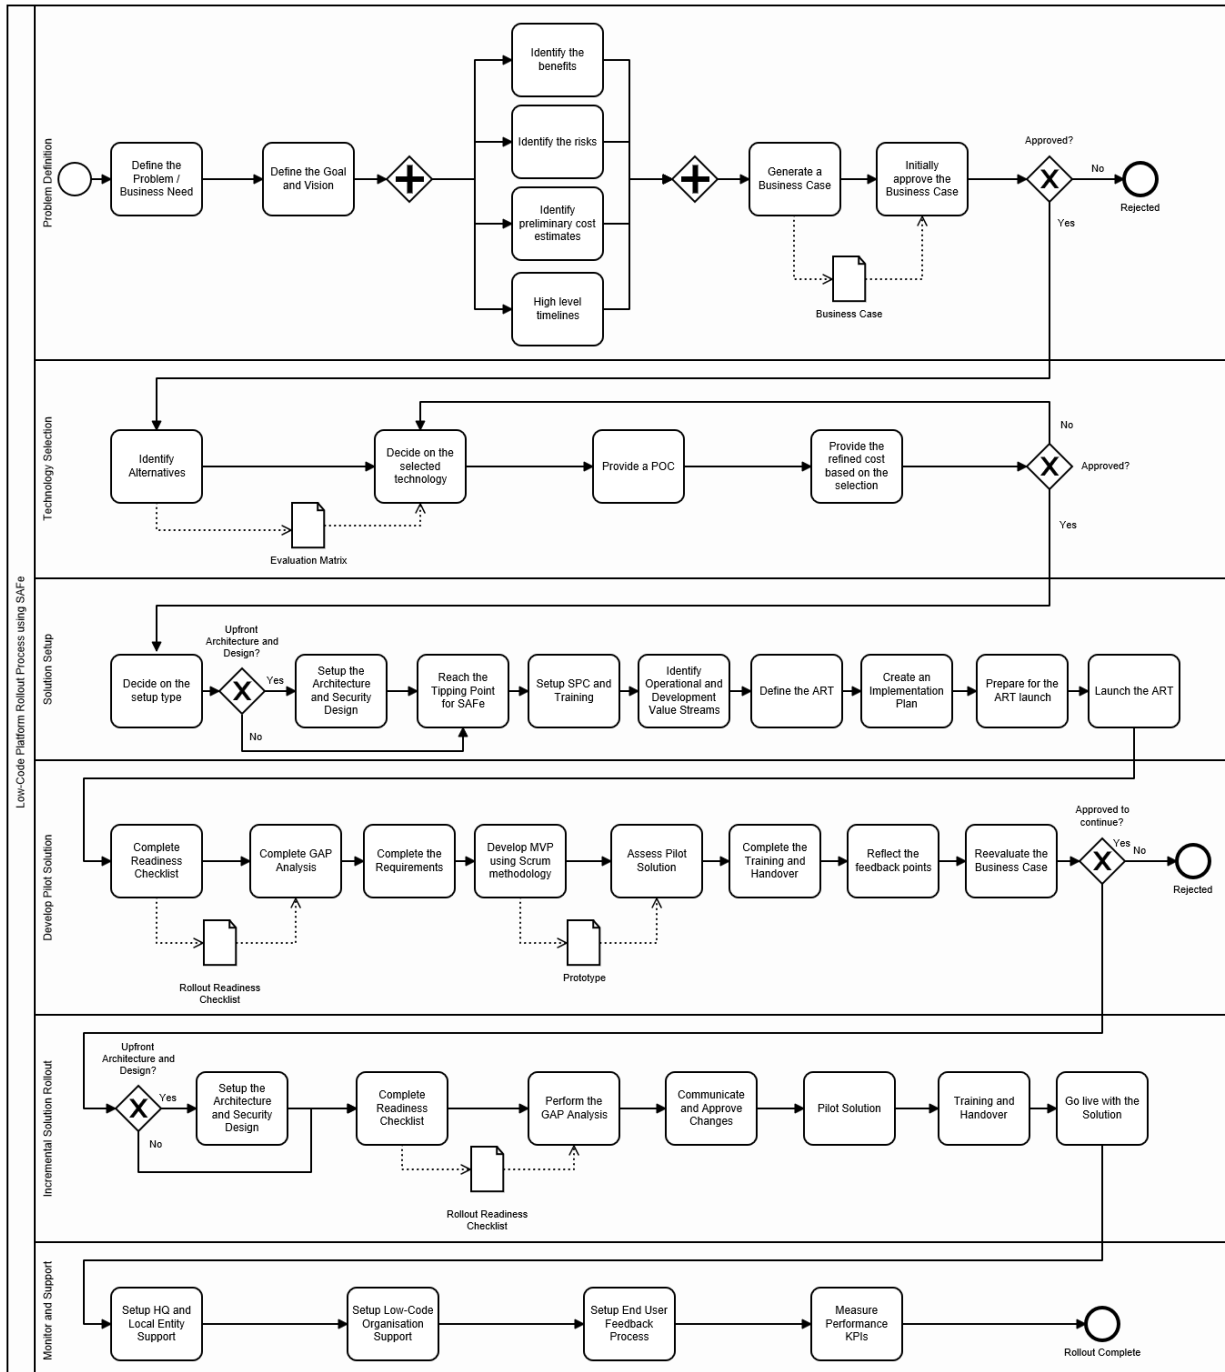 Low-Code Platform Rollout Process using SAFe
Problem Definition
Define the
Problem /
Business Need
Define the Goal
and Vision
Identify the
benefits
Identify the risks
Identify
preliminary cost
estimates
High level
timelines
Generate a
Business Case
Initially
approve the
Business Case
Business Case
Approved?
No
Rejected
Yes
Technology Selection
Identify
Alternatives
Evaluation Matrix
Decide on the
selected
technology
Provide a POC
Provide the
refined cost
based on the
selection
No
Approved?
Yes
Solution Setup
Decide on the
setup type
Upfront
Architecture and
Design?
Yes
No
Setup the
Architecture
and Security
Design
Reach the
Tipping Point
for SAFe
Setup SPC and
Training
Identify
Operational and
Development
Value Streams
Define the ART
Create an
Implementation
Plan
Prepare for the
ART launch
Launch the ART
Develop Pilot Solution
Complete
Readiness
Checklist
Rollout Readiness
Checklist
Complete GAP
Analysis
Complete the
Requirements
Develop MVP
using Scrum
methodology
Prototype
Assess Pilot
Solution
Complete the
Training and
Handover
Reflect the
feedback points
Reevaluate the
Business Case
Approved to
continue?
Yes
No
Rejected
Incremental Solution Rollout
Upfront
Architecture and
Design?
Yes
No
Setup the
Architecture
and Security
Design
Complete
Readiness
Checklist
Rollout Readiness
Checklist
Perform the
GAP Analysis
Communicate
and Approve
Changes
Pilot Solution
Training and
Handover
Go live with the
Solution
Monitor and Support
Setup HQ and
Local Entity
Support
Setup Low-Code
Organisation
Support
Setup End User
Feedback
Process
Measure
Performance
KPIs
Rollout Complete